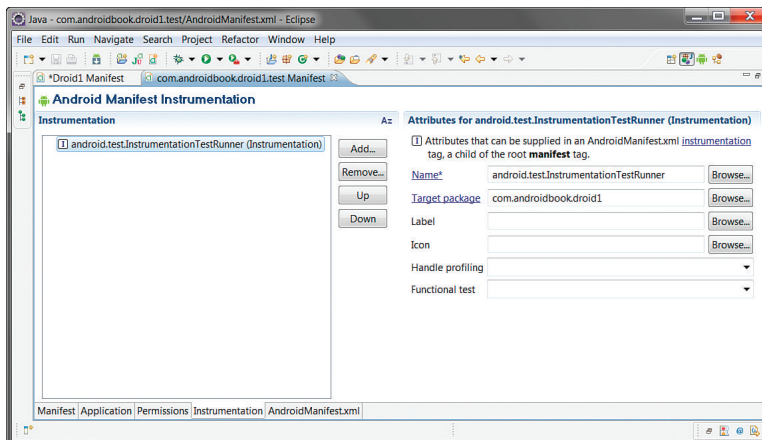 Java - com.androidbook.droid1.test/AndroidManifest.xml - Eclipse
File Edit Run Navigate Search Project Refactor Window Help
*Droid1 Manifest
com.androidbook.droid1.test Manifest
Android Manifest Instrumentation
Instrumentation
Az
I android.test.InstrumentationTestRunner (Instrumentation)
Add...
Remove...
Up
Down
Attributes for android.test.InstrumentationTestRunner (Instrumentation)
I Attributes that can be supplied in an AndroidManifest.xml instrumentation
tag, a child of the root manifest tag.
Name* android.test.InstrumentationTestRunner Browse...
Target package com.androidbook.droid1 Browse...
Label Browse...
Icon Browse...
Handle profiling
Functional test
Manifest Application Permissions Instrumentation AndroidManifest.xml